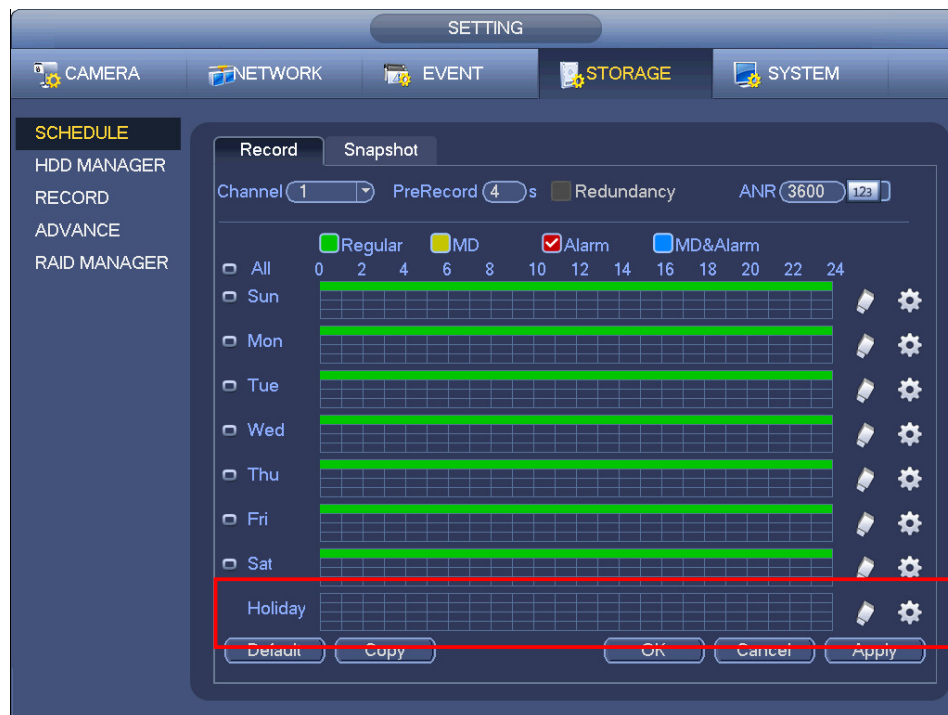 SETTING
CAMERA NETWORK EVENT STORAGE SYSTEM
SCHEDULE
HDD MANAGER
RECORD
ADVANCE
RAID MANAGER
Record Snapshot
Channel 1 PreRecord 4 s Redundancy ANR 3600 123
Regular MD Alarm MD&Alarm
All 0 2 4 6 8 10 12 14 16 18 20 22 24
Sun
Mon
Tue
Wed
Thu
Fri
Sat
Holiday
Default Copy OK Cancel Apply